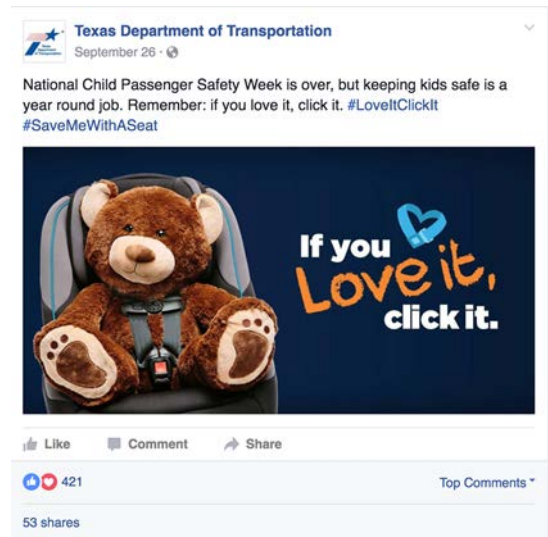 Texas Department of Transportation
September 26 ·
National Child Passenger Safety Week is over, but keeping kids safe is a
year round job. Remember: if you love it, click it. #LoveItClickIt
#SaveMeWithASeat
If you
Love it,
click it.
Like Comment Share
421 Top Comments
53 shares